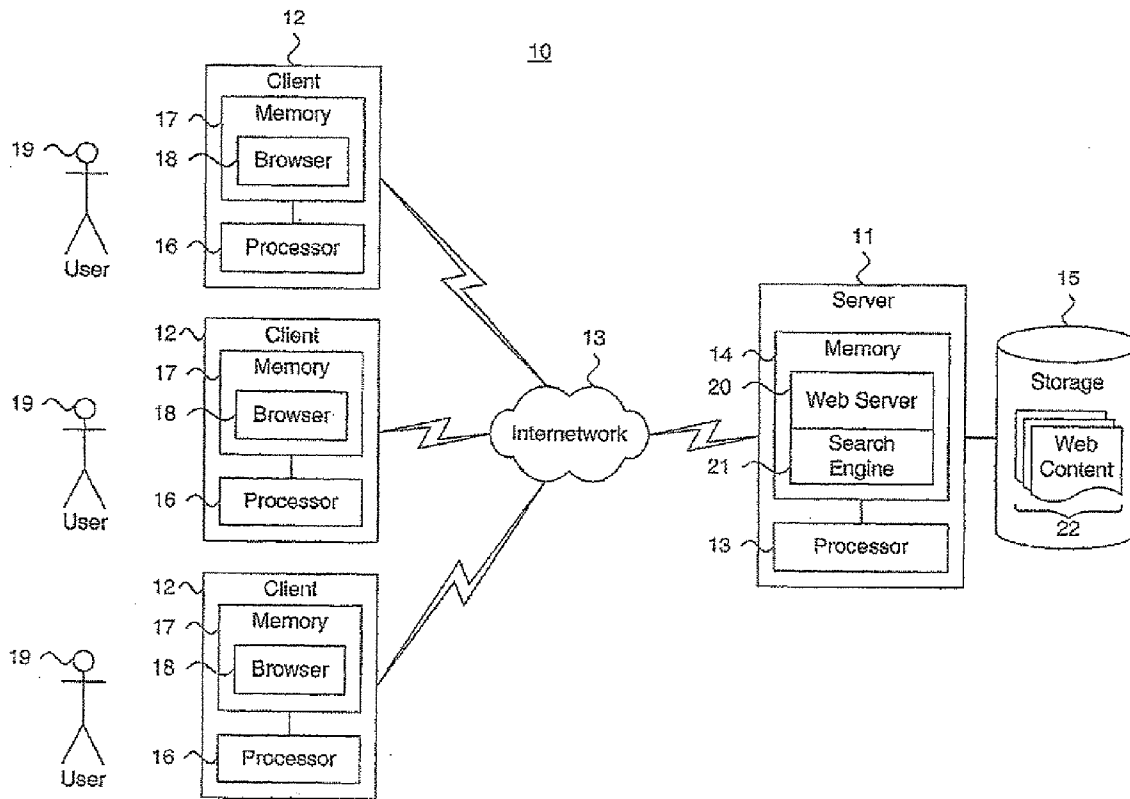 10
12
Client
17
Memory
18
Browser
16
Processor
19
User
12
Client
17
Memory
18
Browser
16
Processor
19
User
12
Client
17
Memory
18
Browser
16
Processor
19
User
13
Internetwork
11
Server
14
Memory
20
Web Server
21
Search
Engine
13
Processor
15
Storage
Web
Content
22